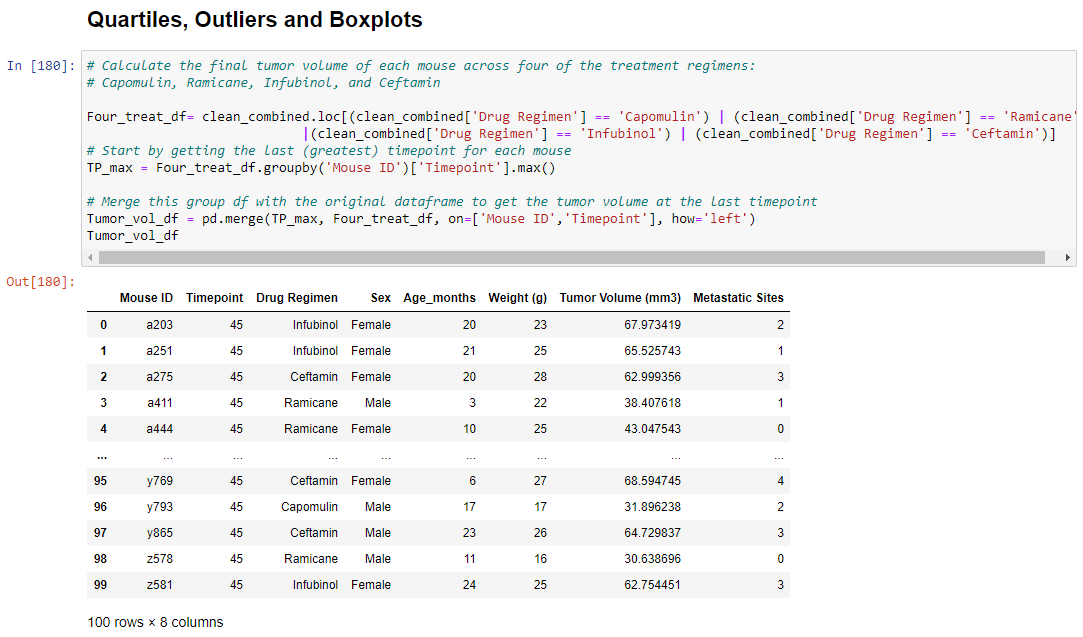 Quartiles, Outliers and Boxplots
In [180]: # Calculate the final tumor volume of each mouse across four of the treatment regimens:
# Capomulin, Ramicane, Infubinol, and Ceftamin
Four_treat_df= clean_combined.loc[(clean_combined['Drug Regimen'] == 'Capomulin') | (clean_combined['Drug Regimen'] == 'Ramicane'
|(clean_combined['Drug Regimen'] == 'Infubinol') | (clean_combined['Drug Regimen'] == 'Ceftamin')]
# Start by getting the last (greatest) timepoint for each mouse
TP_max = Four_treat_df.groupby('Mouse ID')['Timepoint'].max()
# Merge this group df with the original dataframe to get the tumor volume at the last timepoint
Tumor_vol_df = pd.merge(TP_max, Four_treat_df, on=['Mouse ID','Timepoint'], how='left')
Tumor_vol_df
Out[180]:
Mouse ID Timepoint Drug Regimen Sex Age_months Weight (g) Tumor Volume (mm3) Metastatic Sites
0 a203 45 Infubinol Female 20 23 67.973419 2
1 a251 45 Infubinol Female 21 25 65.525743 1
2 a275 45 Ceftamin Female 20 28 62.999356 3
3 a411 45 Ramicane Male 3 22 38.407618 1
4 a444 45 Ramicane Female 10 25 43.047543 0
... ... ... ... ... ... ... ... ...
95 y769 45 Ceftamin Female 6 27 68.594745 4
96 y793 45 Capomulin Male 17 17 31.896238 2
97 y865 45 Ceftamin Male 23 26 64.729837 3
98 z578 45 Ramicane Male 11 16 30.638696 0
99 z581 45 Infubinol Female 24 25 62.754451 3
100 rows × 8 columns